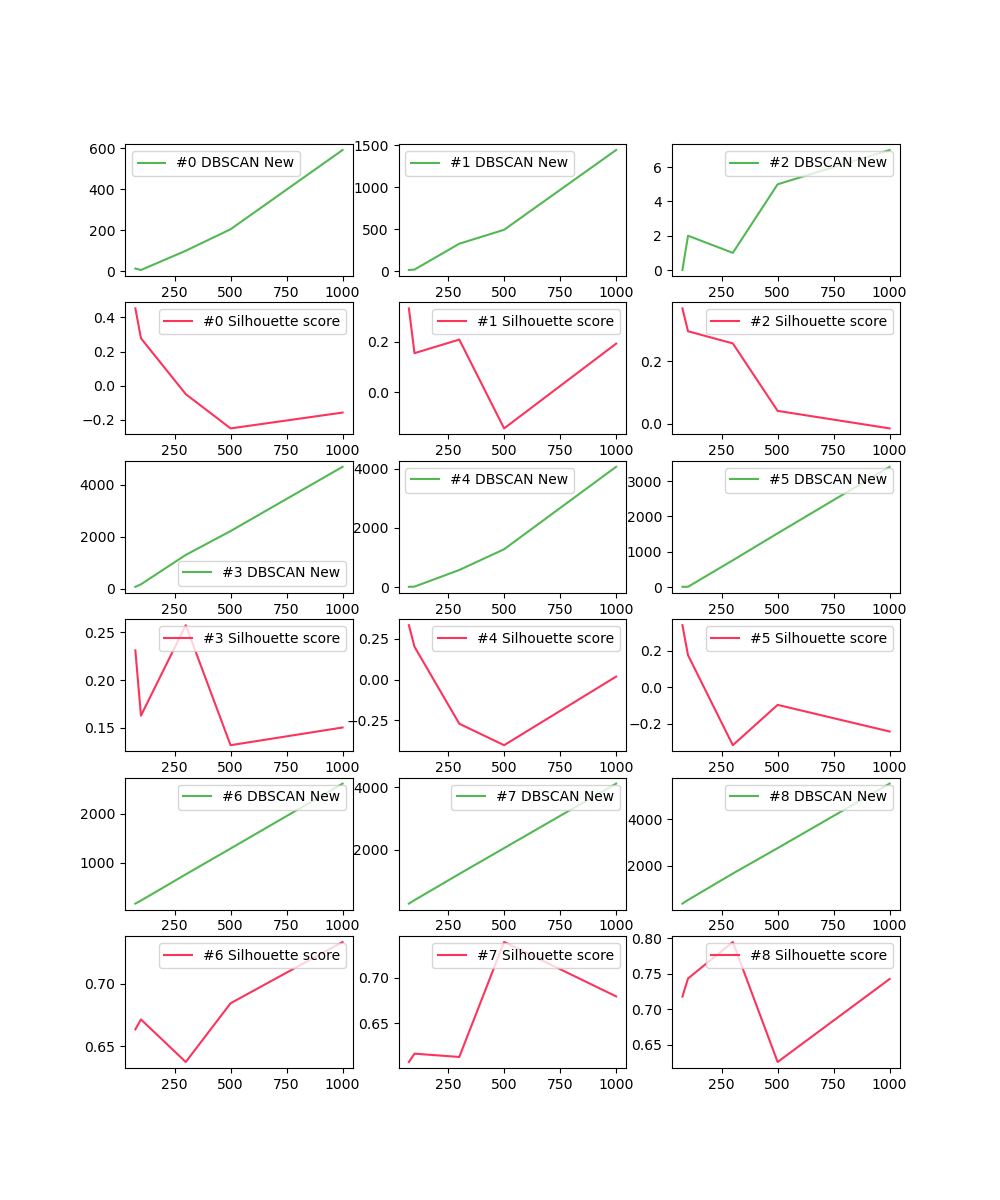 #0 DBSCAN New
600
400
200
0
250 500 750 1000
#1 DBSCAN New
1500
1000
500
0
250 500 750 1000
#2 DBSCAN New
6
4
2
0
250 500 750 1000
#0 Silhouette score
0.4
0.2
0.0
−0.2
250 500 750 1000
#1 Silhouette score
0.2
0.0
250 500 750 1000
#2 Silhouette score
0.2
0.0
250 500 750 1000
#3 DBSCAN New
4000
2000
0
250 500 750 1000
#4 DBSCAN New
4000
2000
0
250 500 750 1000
#5 DBSCAN New
3000
2000
1000
0
250 500 750 1000
#3 Silhouette score
0.25
0.20
0.15
250 500 750 1000
#4 Silhouette score
0.25
0.00
−0.25
250 500 750 1000
#5 Silhouette score
0.2
0.0
−0.2
250 500 750 1000
#6 DBSCAN New
2000
1000
250 500 750 1000
#7 DBSCAN New
4000
2000
250 500 750 1000
#8 DBSCAN New
4000
2000
250 500 750 1000
#6 Silhouette score
0.70
0.65
250 500 750 1000
#7 Silhouette score
0.70
0.65
250 500 750 1000
#8 Silhouette score
0.80
0.75
0.70
0.65
250 500 750 1000